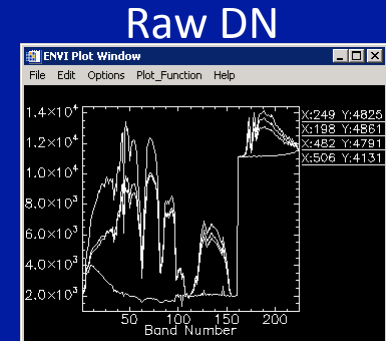 Raw DN
ENVI Plot Window
File Edit Options Plot_Function Help
1.4×10⁴
1.2×10⁴
1.0×10⁴
8.0×10³
6.0×10³
4.0×10³
2.0×10³
X:249 Y:4825
X:198 Y:4861
X:482 Y:4791
X:506 Y:4131
50 100 150 200
Band Number